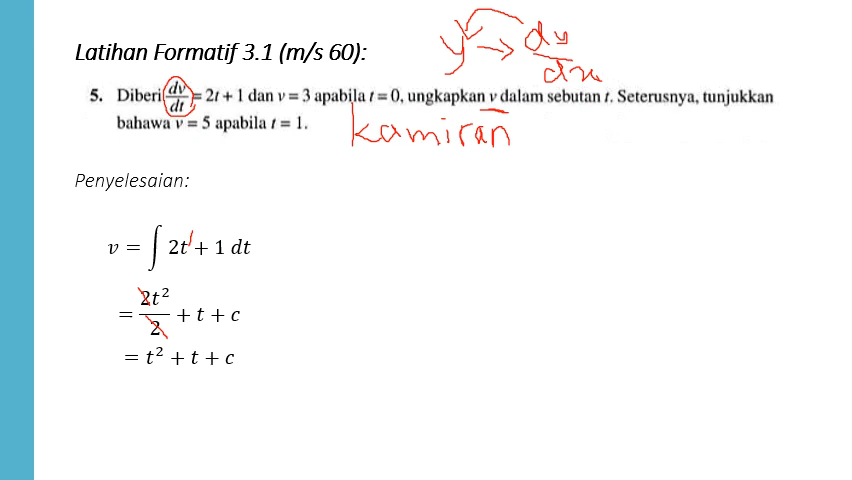 Latihan Formatif 3.1 (m/s 60):
y → dy/dx
5. Diberi dv/dt = 2t + 1 dan v = 3 apabila t = 0, ungkapkan v dalam sebutan t. Seterusnya, tunjukkan
bahawa v = 5 apabila t = 1.
kamiran
Penyelesaian:
v = ∫ 2t + 1 dt
= 2t²/2 + t + c
= t² + t + c